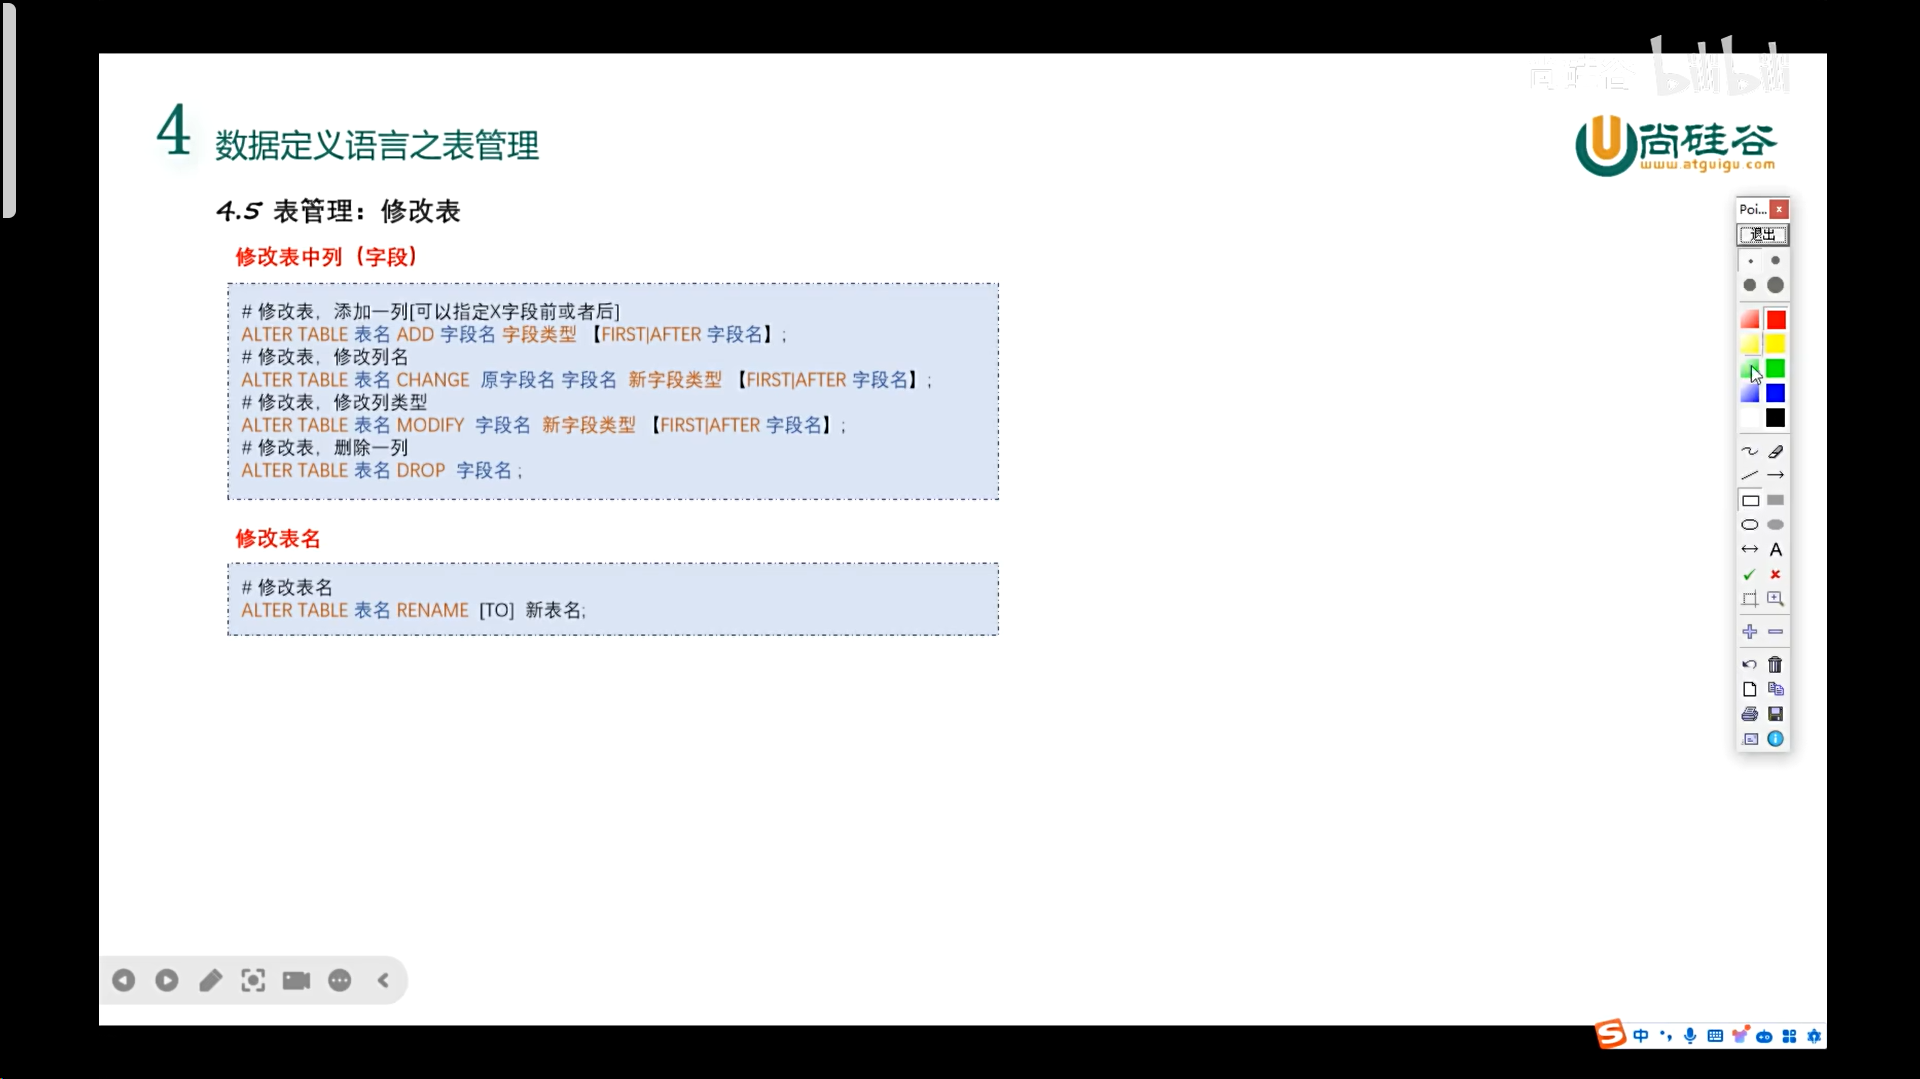 尚硅谷 bilibili
4 数据定义语言之表管理
尚硅谷
www.atguigu.com
4.5 表管理：修改表
修改表中列（字段）
# 修改表，添加一列[可以指定X字段前或者后]
ALTER TABLE 表名 ADD 字段名 字段类型 【FIRST|AFTER 字段名】;
# 修改表，修改列名
ALTER TABLE 表名 CHANGE 原字段名 字段名 新字段类型 【FIRST|AFTER 字段名】;
# 修改表，修改列类型
ALTER TABLE 表名 MODIFY 字段名 新字段类型 【FIRST|AFTER 字段名】;
# 修改表，删除一列
ALTER TABLE 表名 DROP 字段名 ;
修改表名
# 修改表名
ALTER TABLE 表名 RENAME [TO] 新表名;
Poi...
退出
A
中